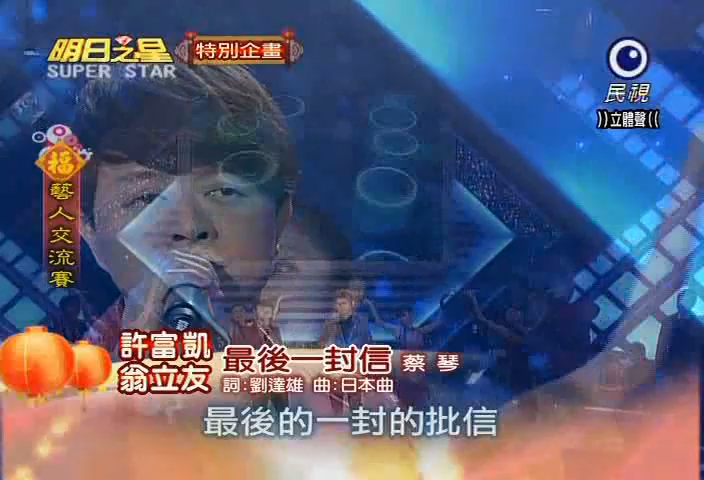 明日之星
SUPER STAR
特別企畫
民視
))立體聲((
福
藝人交流賽
許富凱
翁立友
最後一封信 蔡琴
詞:劉達雄 曲:日本曲
最後的一封的批信